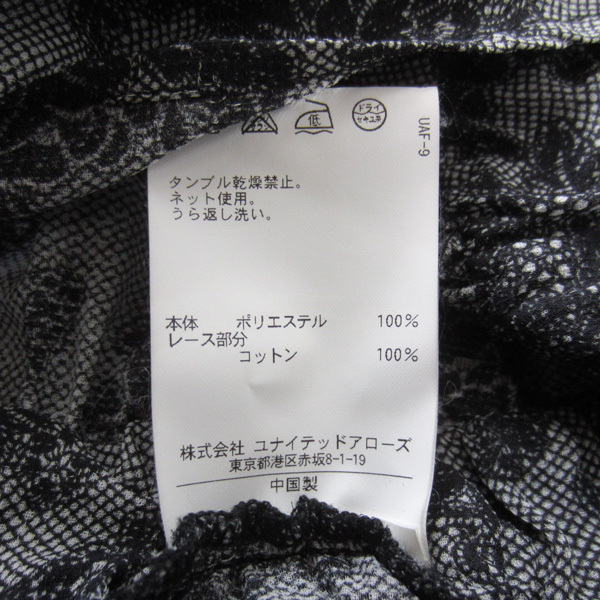 低
ドライ
セキユ系
UAF-9
タンブル乾燥禁止。
ネット使用。
うら返し洗い。
本体 ポリエステル 100%
レース部分
コットン 100%
株式会社 ユナイテッドアローズ
東京都港区赤坂8-1-19
中国製